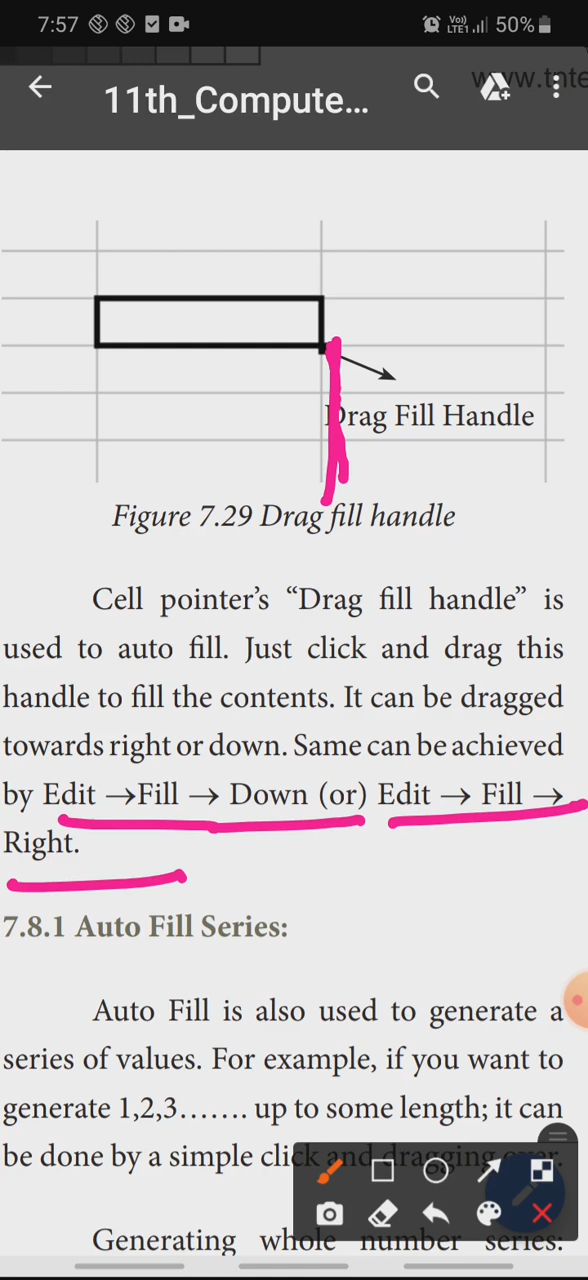 7:57
Vo))
LTE1
50%
www.tnte
11th_Compute...
Drag Fill Handle
Figure 7.29 Drag fill handle
Cell pointer's “Drag fill handle” is
used to auto fill. Just click and drag this
handle to fill the contents. It can be dragged
towards right or down. Same can be achieved
by Edit →Fill → Down (or) Edit → Fill →
Right.
7.8.1 Auto Fill Series:
Auto Fill is also used to generate a
series of values. For example, if you want to
generate 1,2,3……. up to some length; it can
be done by a simple click and dragging over.
Generating whole number series: